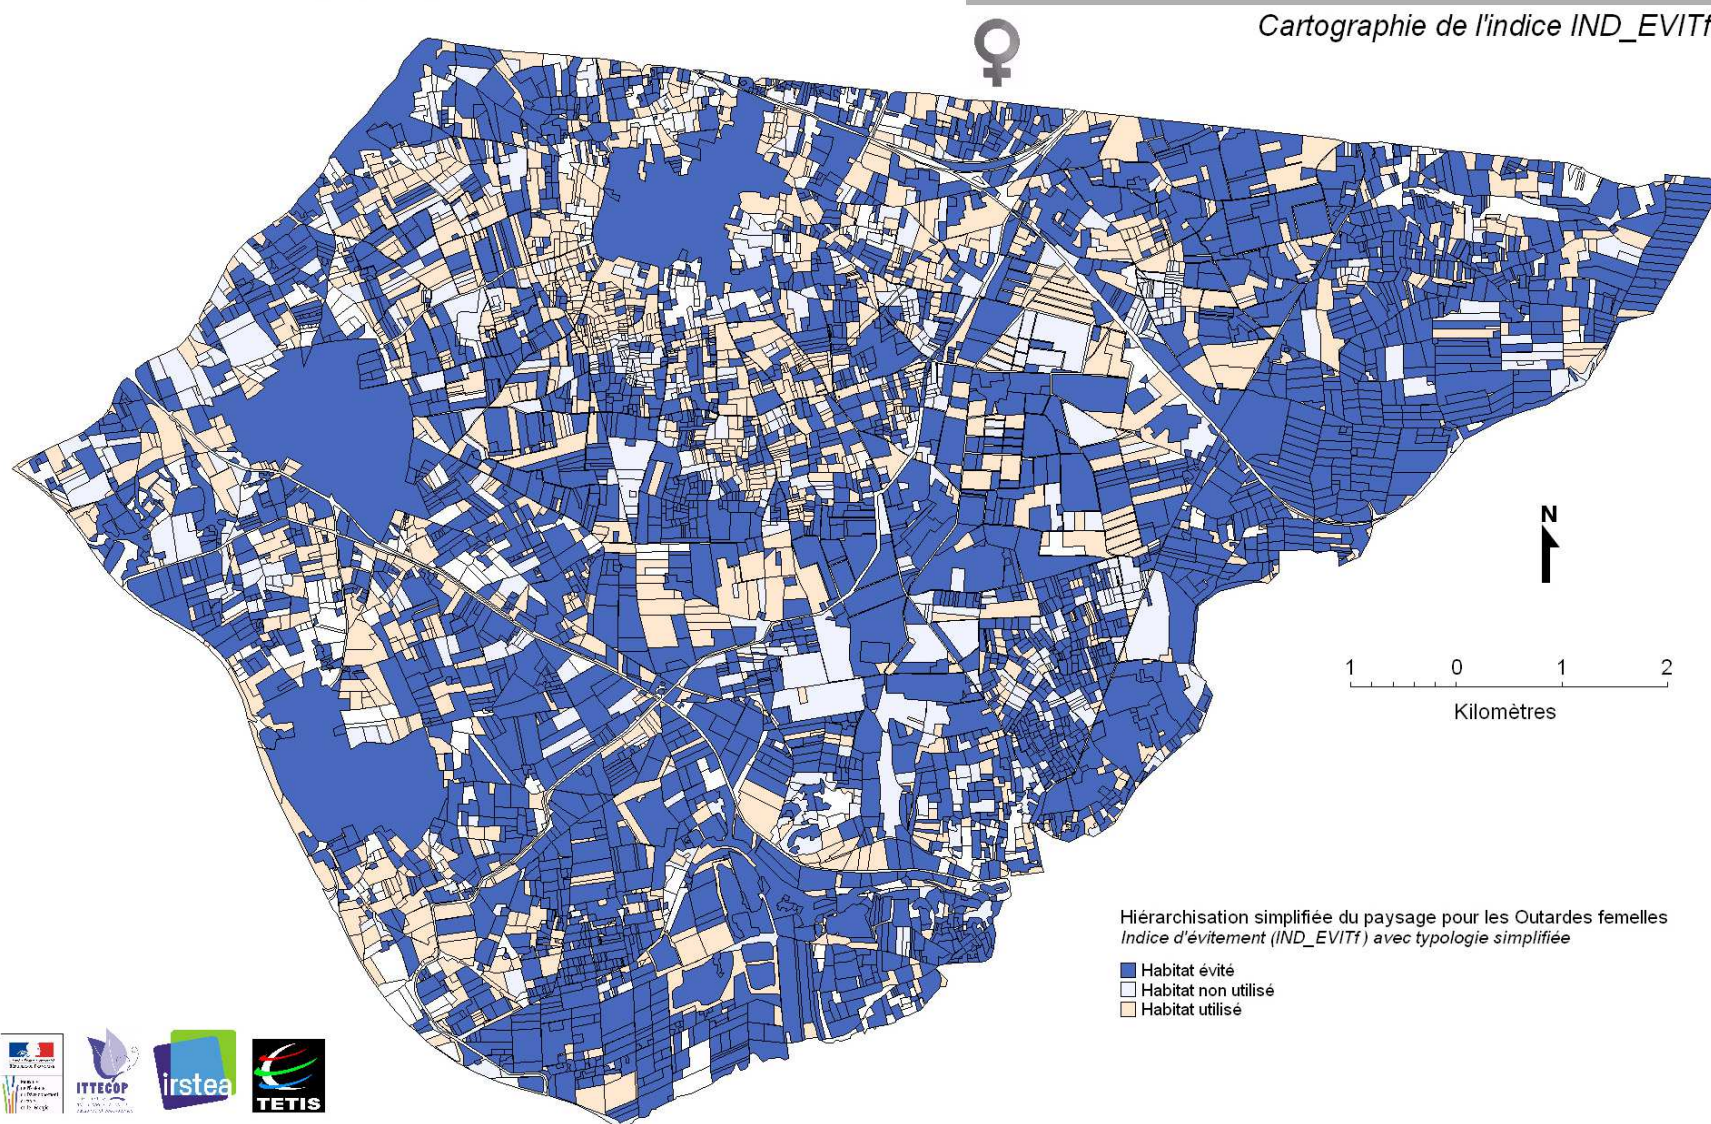 Cartographie de l'indice IND_EVITf
N
1 0 1 2
Kilomètres
Hiérarchisation simplifiée du paysage pour les Outardes femelles
Indice d'évitement (IND_EVITf) avec typologie simplifiée
Habitat évité
Habitat non utilisé
Habitat utilisé
ITTECOP
irstea
TETIS